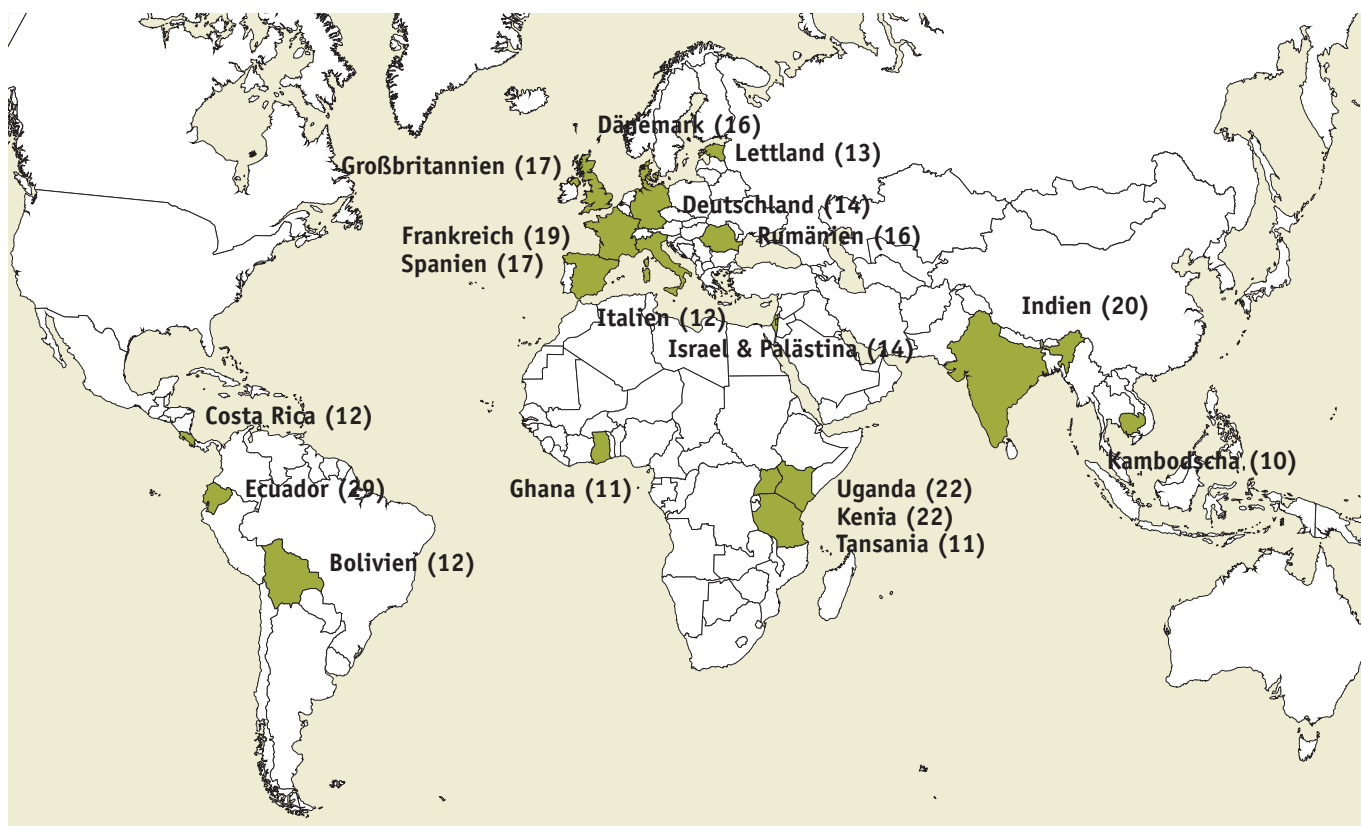 Dänemark (16)
Lettland (13)
Großbritannien (17)
Deutschland (14)
Frankreich (19)
Rumänien (16)
Spanien (17)
Indien (20)
Italien (12)
Israel & Palästina (14)
Costa Rica (12)
Kambodscha (10)
Ecuador (29)
Ghana (11)
Uganda (22)
Kenia (22)
Tansania (11)
Bolivien (12)